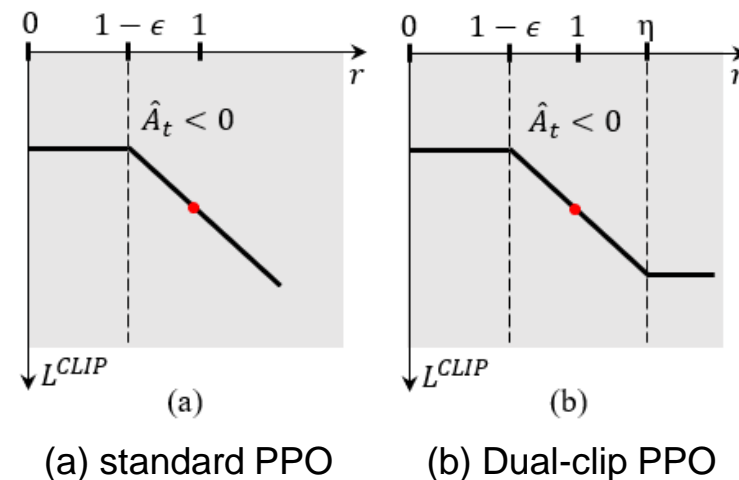 0 1 − ϵ 1
r
Â_t < 0
L^{CLIP}
(a)
0 1 − ϵ 1 η
r
Â_t < 0
L^{CLIP}
(b)
(a) standard PPO
(b) Dual-clip PPO